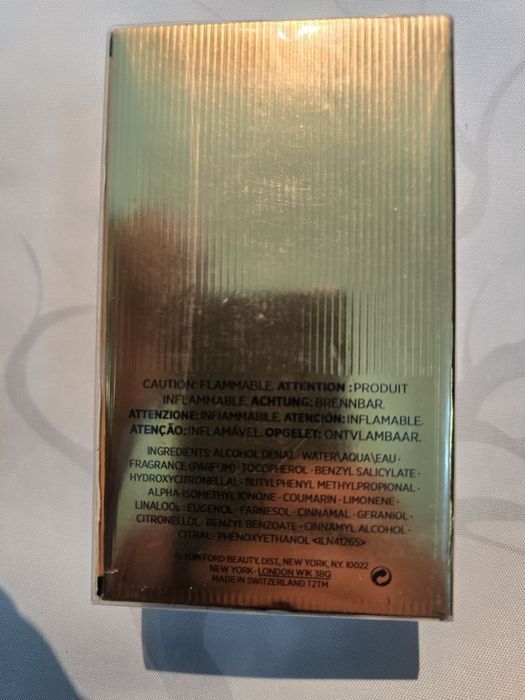 CAUTION: FLAMMABLE. ATTENTION : PRODUIT
INFLAMMABLE. ACHTUNG: BRENNBAR.
ATTENZIONE: INFIAMMABILE. ATENCIÓN: INFLAMABLE.
ATENÇÃO: INFLAMÁVEL. OPGELET: ONTVLAMBAAR.
INGREDIENTS: ALCOHOL DENAT. · WATER\AQUA\EAU ·
FRAGRANCE (PARFUM) · TOCOPHEROL · BENZYL SALICYLATE ·
HYDROXYCITRONELLAL · BUTYLPHENYL METHYLPROPIONAL ·
ALPHA-ISOMETHYL IONONE · COUMARIN · LIMONENE ·
LINALOOL · EUGENOL · FARNESOL · CINNAMAL · GERANIOL ·
CITRONELLOL · BENZYL BENZOATE · CINNAMYL ALCOHOL ·
CITRAL · PHENOXYETHANOL <ILN41265>
© TOM FORD BEAUTY, DIST., NEW YORK, N.Y. 10022
NEW YORK · LONDON W1K 3BQ
MADE IN SWITZERLAND T2TM